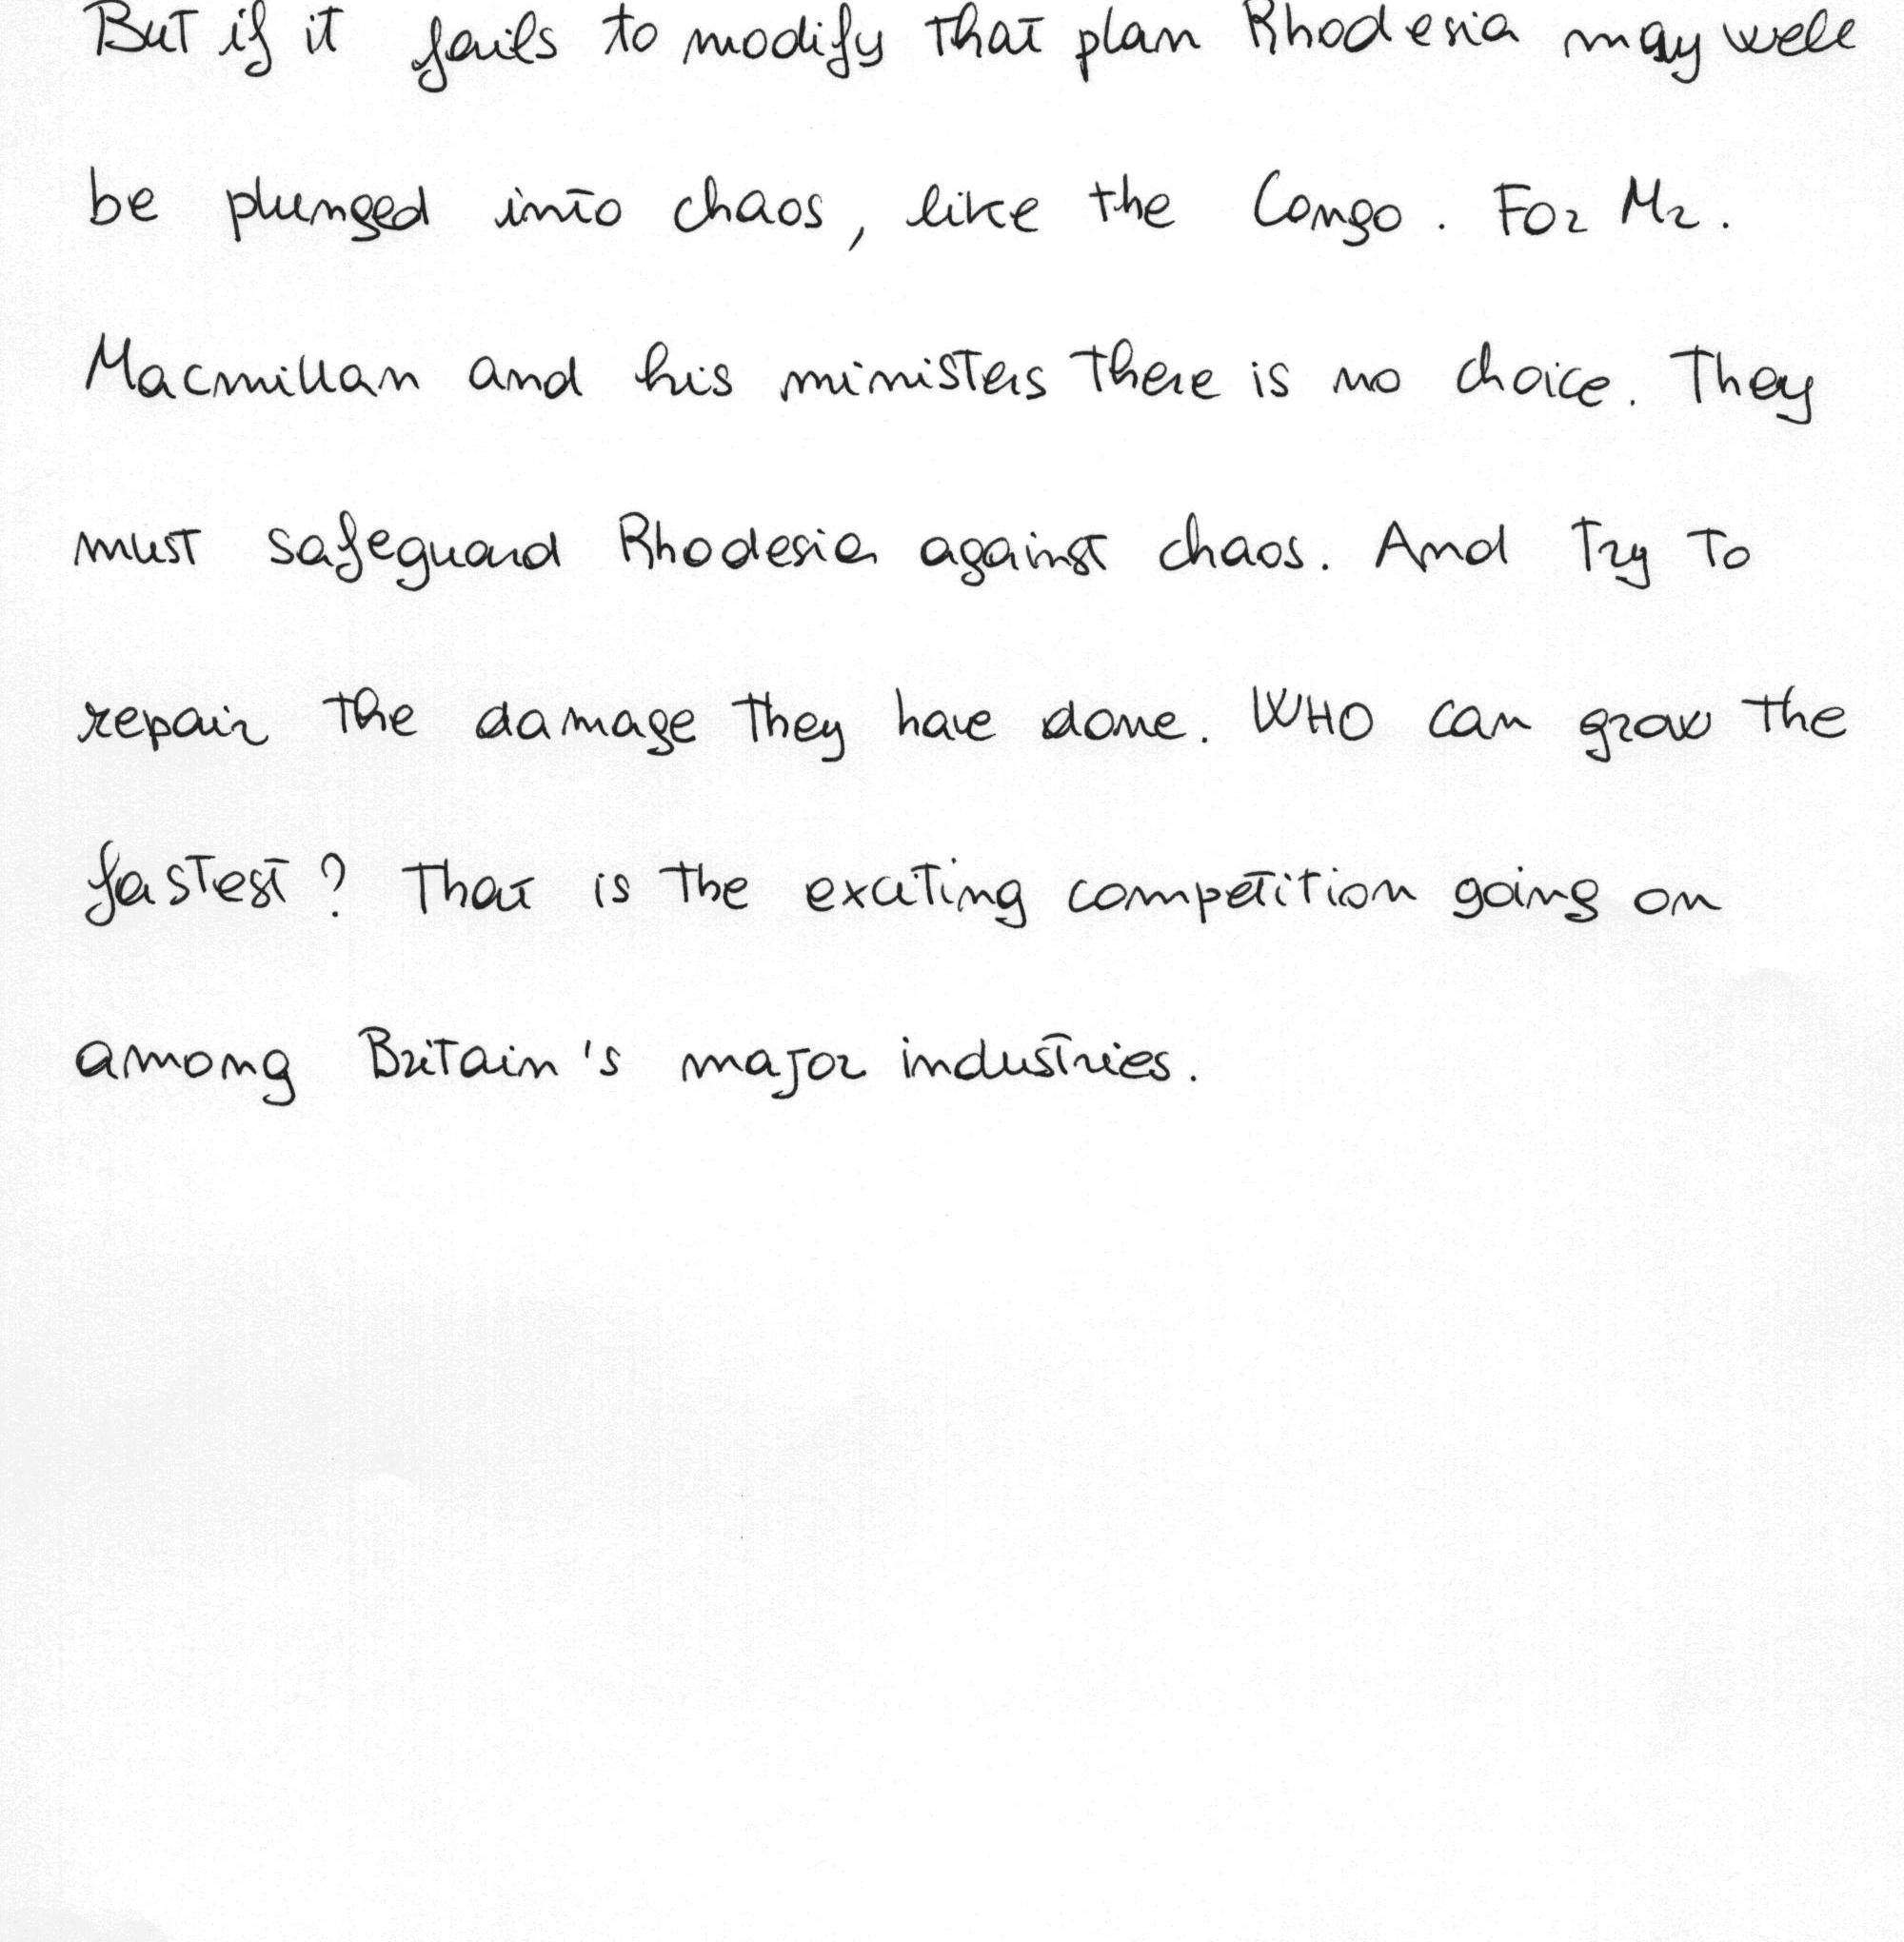 But if it fails to modify that plan Rhodesia may well
be plunged into chaos, like the Congo. For Mr.
Macmillan and his ministers there is no choice. They
must safeguard Rhodesia against chaos. And try to
repair the damage they have done. WHO can grow the
fastest? That is the exciting competition going on
among Britain's major industries.